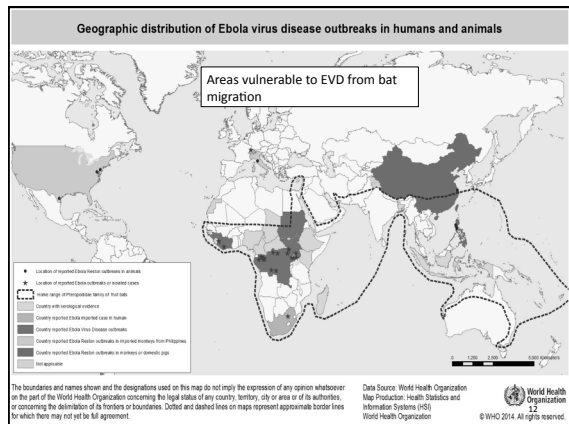 Geographic distribution of Ebola virus disease outbreaks in humans and animals
Areas vulnerable to EVD from bat
migration
Location of reported Ebola Reston outbreaks in animals
Location of reported Ebola outbreaks or isolated cases
Home range of Pteropodidae family of fruit bats
Country with serological evidence
Country reported Ebola imported case in human
Country reported Ebola Virus Disease outbreaks
Country reported Ebola Reston outbreaks in imported monkeys from Philippines
Country reported Ebola Reston outbreaks in monkeys or domestic pigs
Not applicable
0 1,250 2,500 5,000 Kilometers
The boundaries and names shown and the designations used on this map do not imply the expression of any opinion whatsoever
on the part of the World Health Organization concerning the legal status of any country, territory, city or area or of its authorities,
or concerning the delimitation of its frontiers or boundaries. Dotted and dashed lines on maps represent approximate border lines
for which there may not yet be full agreement.
Data Source: World Health Organization
Map Production: Health Statistics and
Information Systems (HSI)
World Health Organization
World Health
Organization
12
© WHO 2014. All rights reserved.